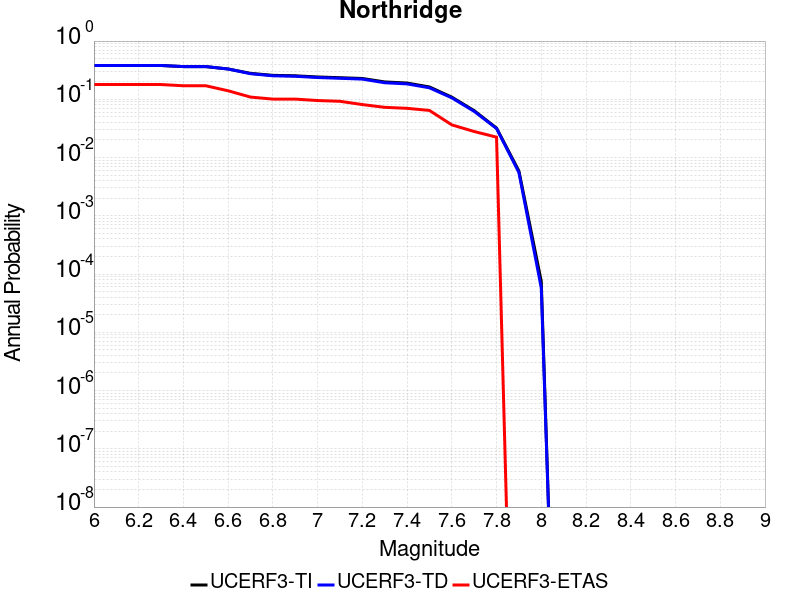 Northridge
10^0
10^-1
10^-2
10^-3
10^-4
10^-5
10^-6
10^-7
10^-8
Annual Probability
6 6.2 6.4 6.6 6.8 7 7.2 7.4 7.6 7.8 8 8.2 8.4 8.6 8.8 9
Magnitude
UCERF3-TI UCERF3-TD UCERF3-ETAS